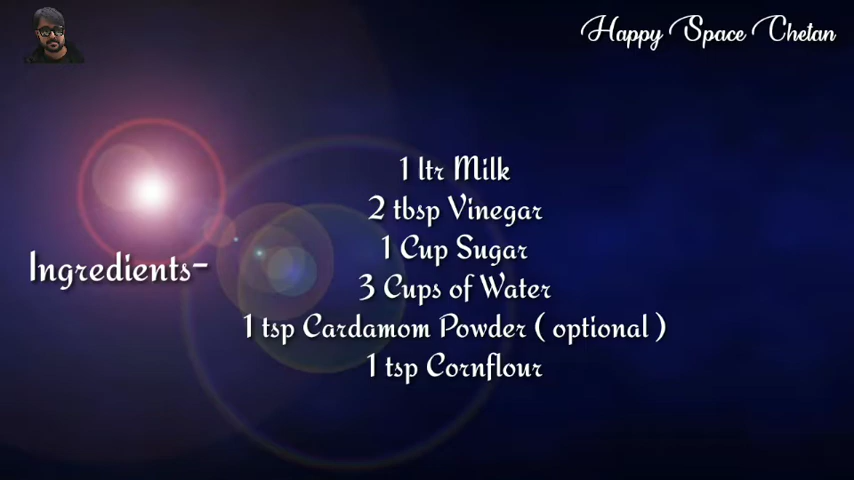 Happy Space Chetan
1 ltr Milk
2 tbsp Vinegar
1 Cup Sugar
Ingredients-
3 Cups of Water
1 tsp Cardamom Powder ( optional )
1 tsp Cornflour